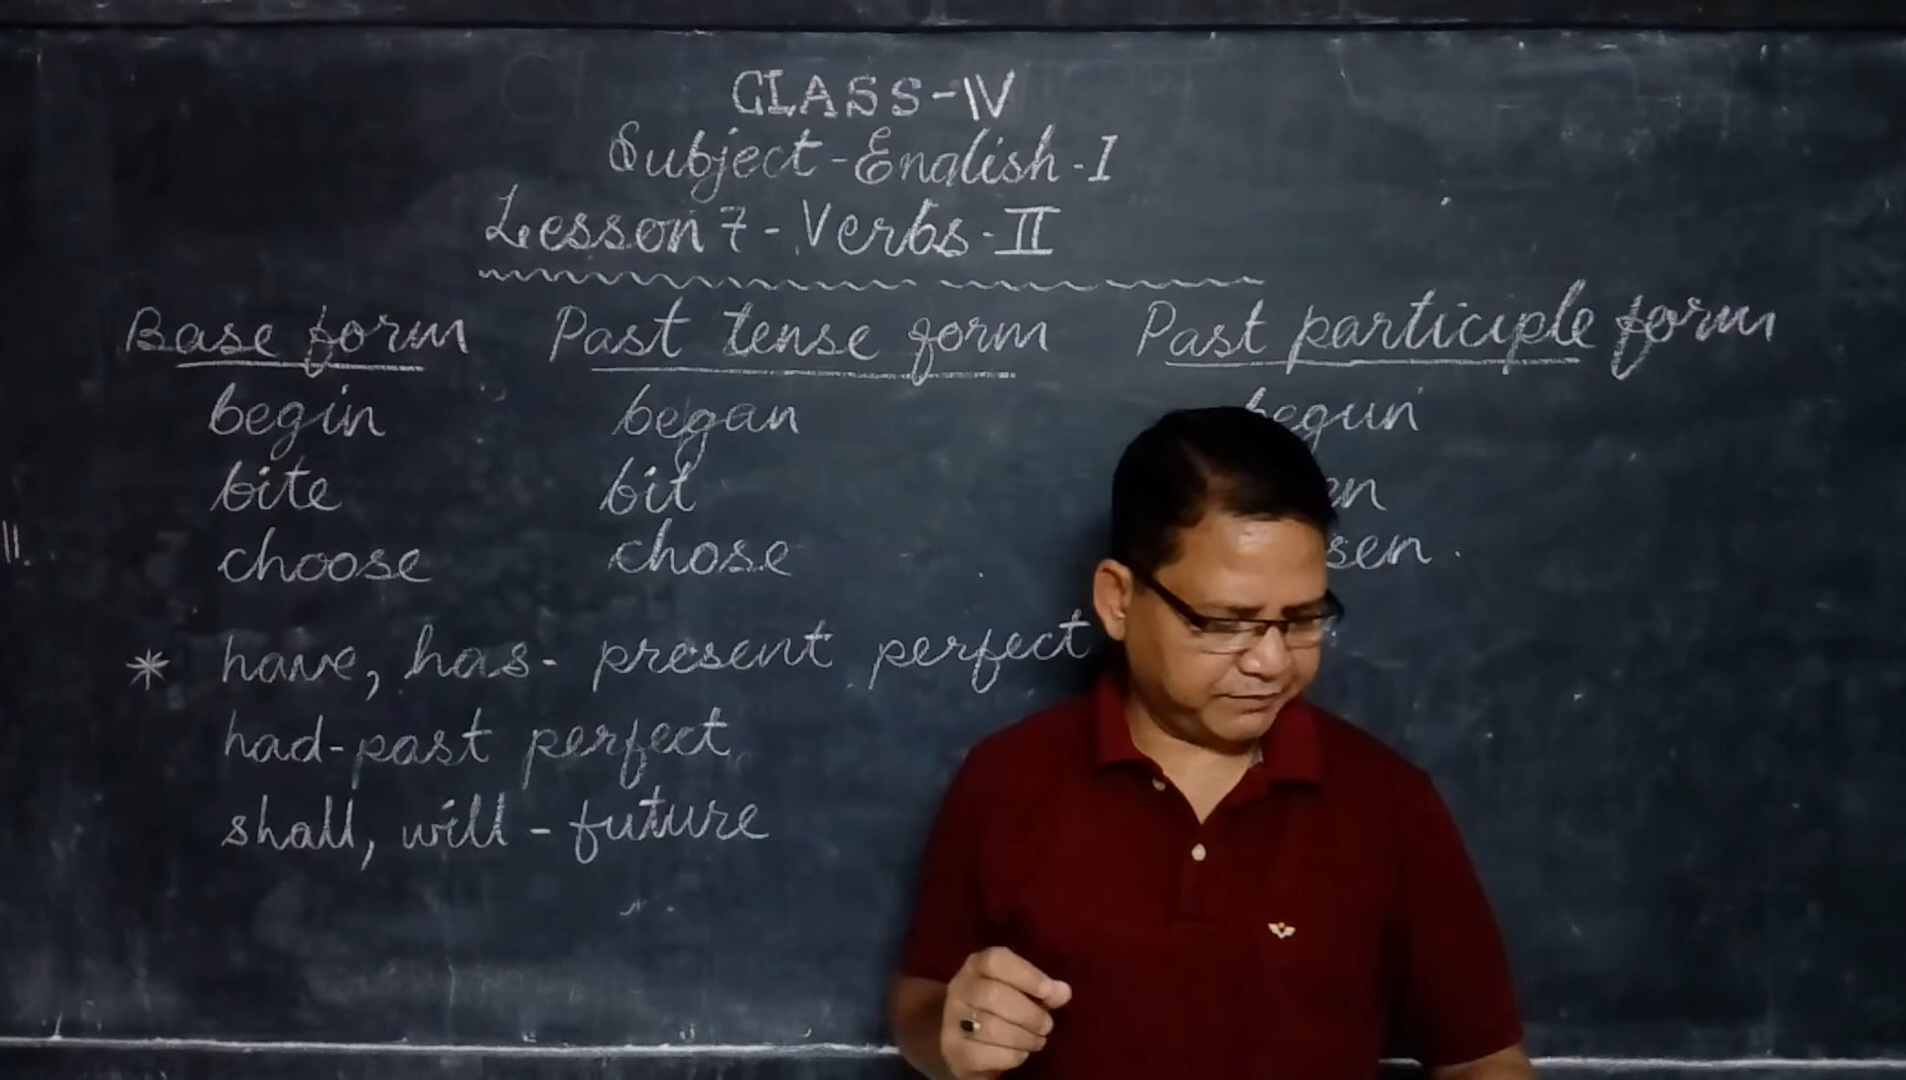 CLASS-IV
Subject-English-I
Lesson 7-Verbs-II
Base form Past tense form Past participle form
begin began begun
bite bit
choose chose
* have, has- present perfect
had-past perfect
shall, will-future